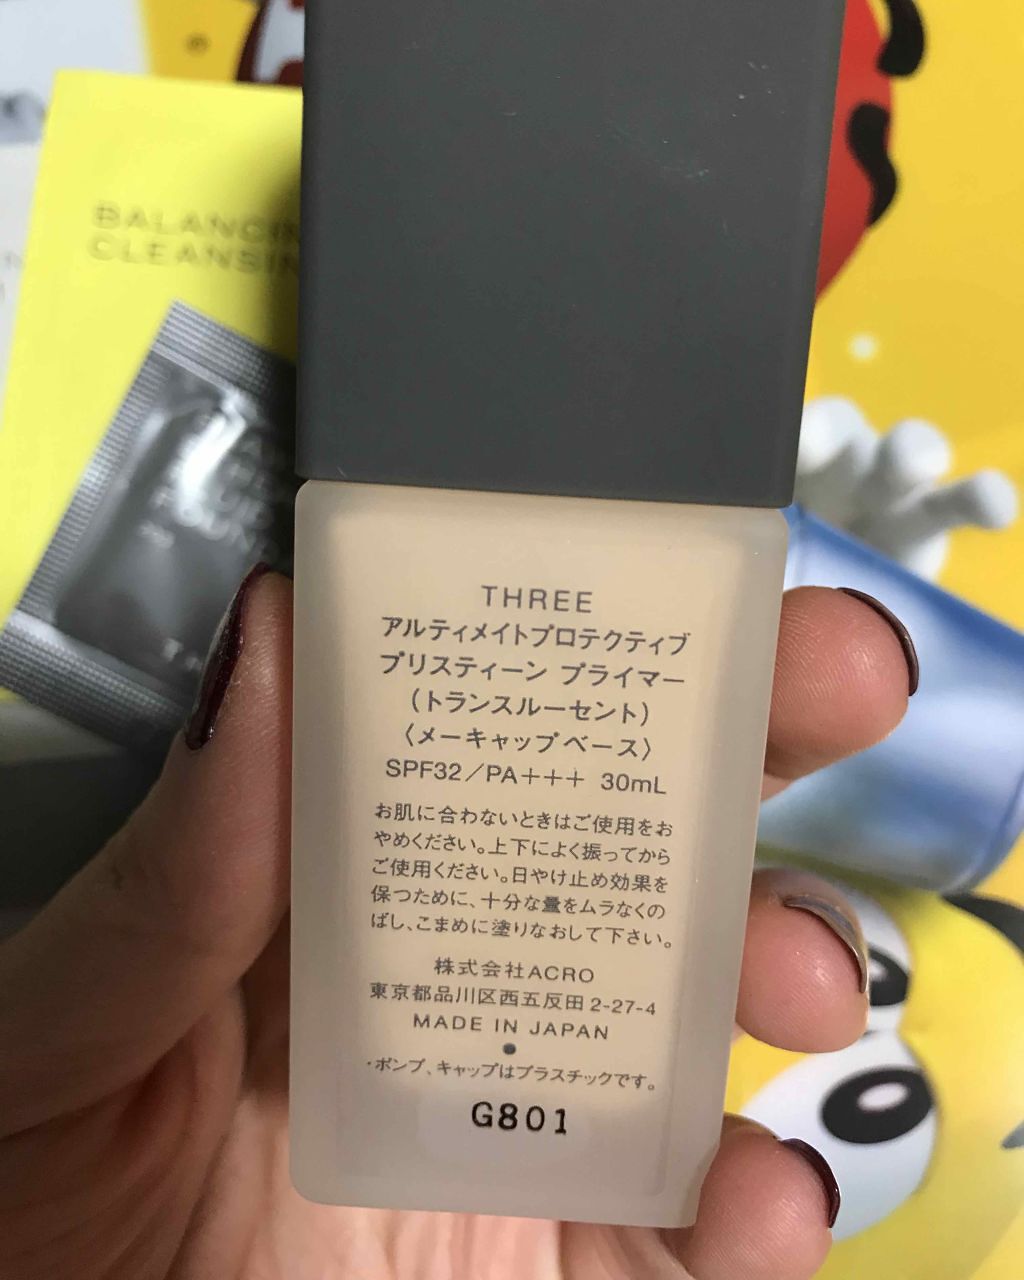 BALANCIN
CLEANSIN
THREE
アルティメイトプロテクティブ
プリスティーン プライマー
(トランスルーセント)
〈メーキャップベース〉
SPF32/PA+++ 30mL
お肌に合わないときはご使用をお
やめください。上下によく振ってから
ご使用ください。日やけ止め効果を
保つために、十分な量をムラなくの
ばし、こまめに塗りなおして下さい。
株式会社ACRO
東京都品川区西五反田2-27-4
MADE IN JAPAN
・ポンプ、キャップはプラスチックです。
G801